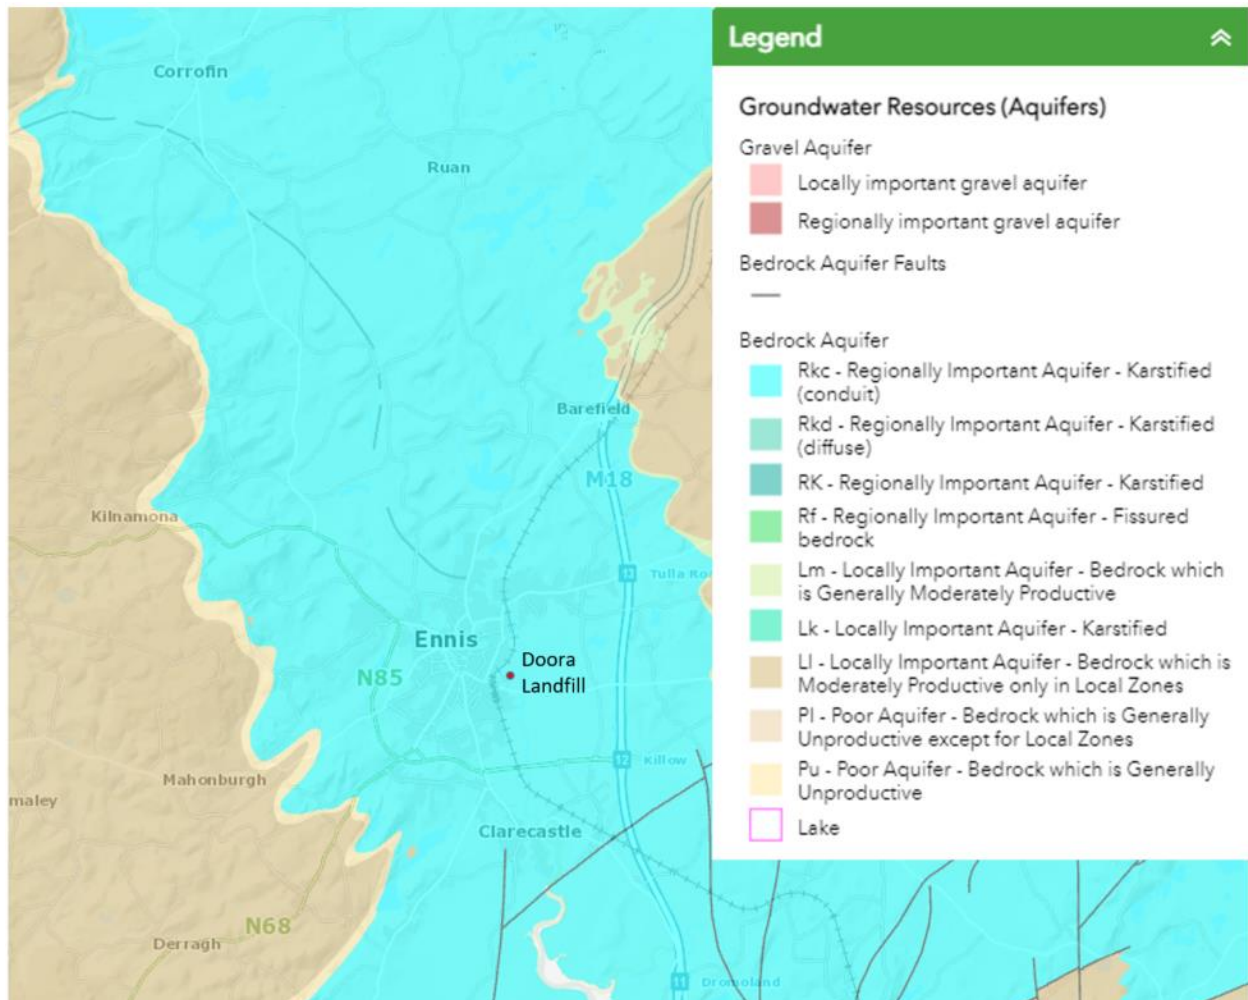 Corrofin
Ruan
Barefield
M18
Kilnamona
13
Ennis
Doora
Landfill
N85
12
Killow
Mahonburgh
maley
Clarecastle
N68
Derragh
11
Dromoland
Legend
Groundwater Resources (Aquifers)
Gravel Aquifer
Locally important gravel aquifer
Regionally important gravel aquifer
Bedrock Aquifer Faults
Bedrock Aquifer
Rkc - Regionally Important Aquifer - Karstified
(conduit)
Rkd - Regionally Important Aquifer - Karstified
(diffuse)
RK - Regionally Important Aquifer - Karstified
Rf - Regionally Important Aquifer - Fissured
bedrock
Lm - Locally Important Aquifer - Bedrock which
is Generally Moderately Productive
Lk - Locally Important Aquifer - Karstified
Ll - Locally Important Aquifer - Bedrock which is
Moderately Productive only in Local Zones
Pl - Poor Aquifer - Bedrock which is Generally
Unproductive except for Local Zones
Pu - Poor Aquifer - Bedrock which is Generally
Unproductive
Lake